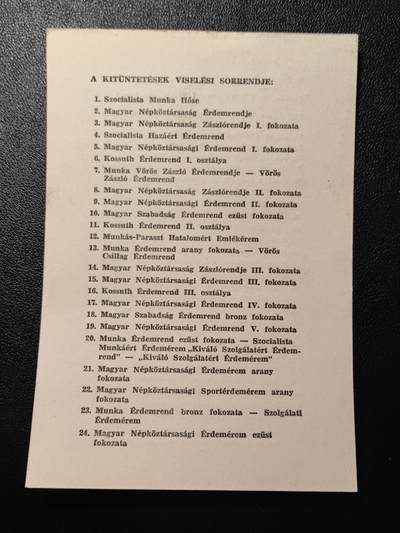 A KITÜNTETÉSEK VISELÉSI SORRENDJE:
1. Szocialista Munka Hőse
2. Magyar Népköztársaság Érdemrendje
3. Magyar Népköztársaság Zászlórendje I. fokozata
4. Szocialista Hazáért Érdemrend
5. Magyar Népköztársasági Érdemrend I. fokozata
6. Kossuth Érdemrend I. osztálya
7. Munka Vörös Zászló Érdemrendje — Vörös
Zászló Érdemrend
8. Magyar Népköztársaság Zászlórendje II. fokozata
9. Magyar Népköztársasági Érdemrend II. fokozata
10. Magyar Szabadság Érdemrend ezüst fokozata
11. Kossuth Érdemrend II. osztálya
12. Munkás-Paraszt Hatalomért Emlékérem
13. Munka Érdemrend arany fokozata — Vörös
Csillag Érdemrend
14. Magyar Népköztársaság Zászlórendje III. fokozata
15. Magyar Népköztársasági Érdemrend III. fokozata
16. Kossuth Érdemrend III. osztálya
17. Magyar Népköztársasági Érdemrend IV. fokozata
18. Magyar Szabadság Érdemrend bronz fokozata
19. Magyar Népköztársasági Érdemrend V. fokozata
20. Munka Érdemrend ezüst fokozata — Szocialista
Munkáért Érdemérem „Kiváló Szolgálatért Érdem-
rend" — „Kiváló Szolgálatért Érdemérem"
21. Magyar Népköztársasági Érdemérem arany
fokozata
22. Magyar Népköztársasági Sportérdemérem arany
fokozata
23. Munka Érdemrend bronz fokozata — Szolgálati
Érdemérem
24. Magyar Népköztársasági Érdemérem ezüst
fokozata